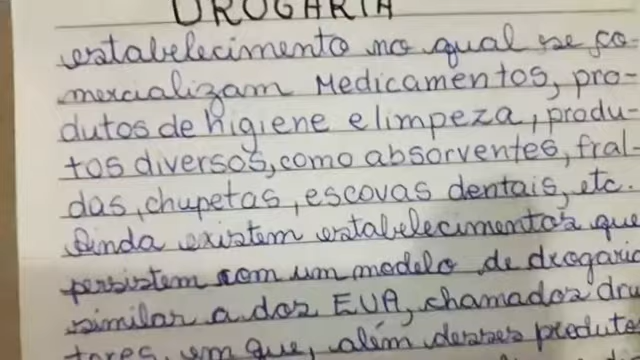 DROGARIA
estabelecimento no qual se co-
mercializam Medicamentos, pro-
dutos de higiene e limpeza, produ-
tos diversos, como absorventes, fral-
das, chupetas, escovas dentais, etc.
Ainda existem estabelecimentos que
persistem com um modelo de drogaria
similar a dos EUA, chamados dru
tores, em que, além desses produto